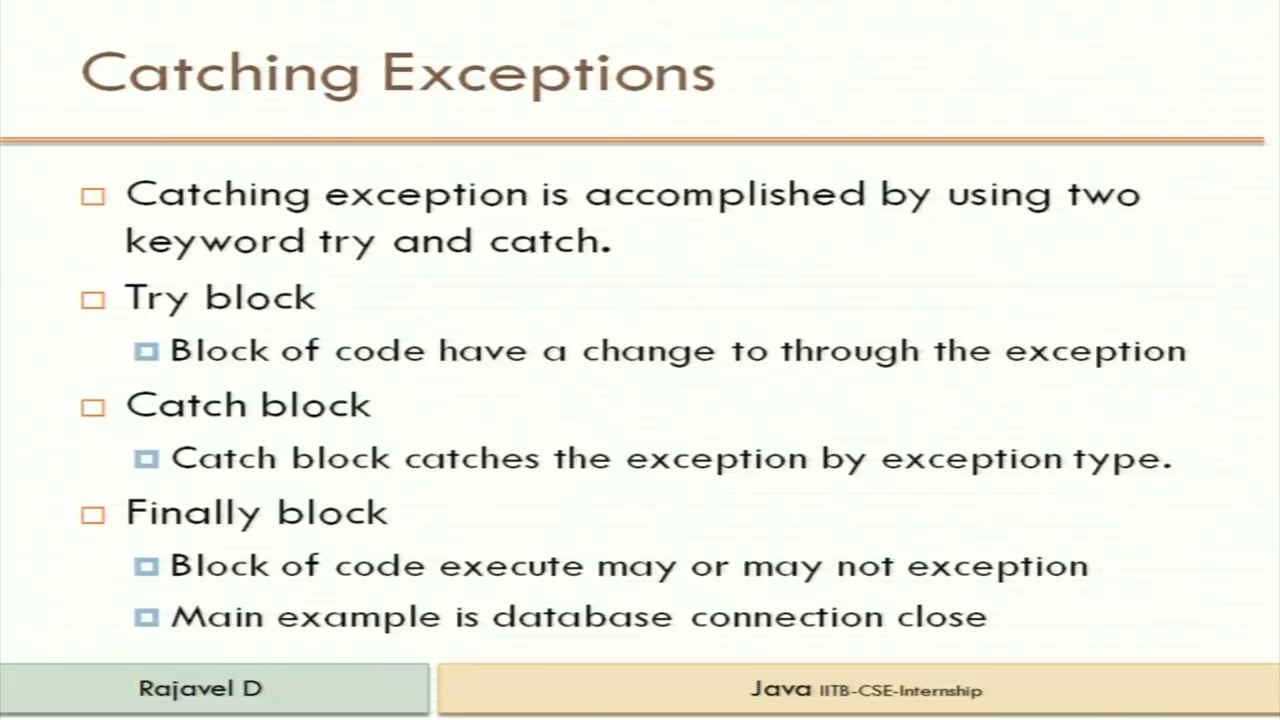 Catching Exceptions
Catching exception is accomplished by using two
keyword try and catch.
Try block
Block of code have a change to through the exception
Catch block
Catch block catches the exception by exception type.
Finally block
Block of code execute may or may not exception
Main example is database connection close
Rajavel D
Java IITB-CSE-Internship